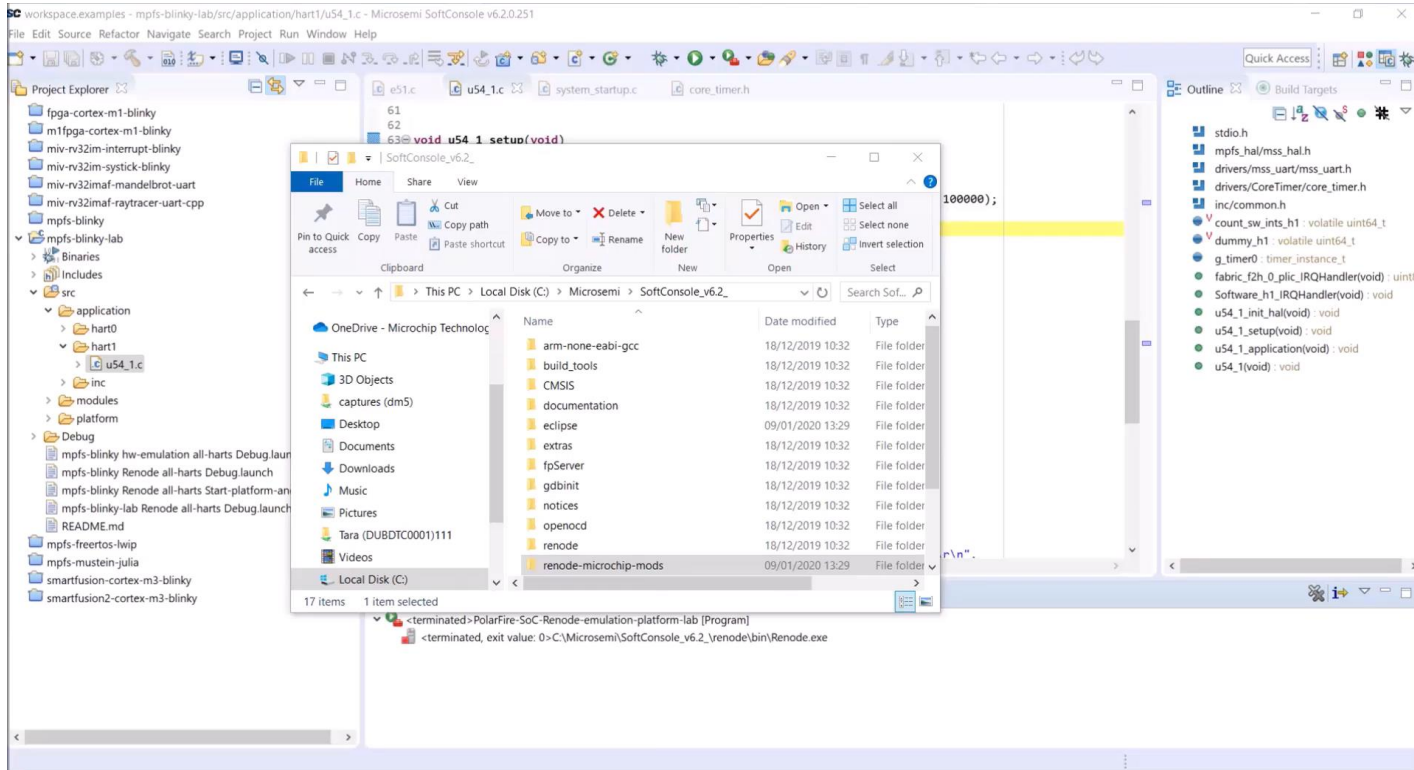 workspace.examples - mpfs-blinky-lab/src/application/hart1/u54_1.c - Microsemi SoftConsole v6.2.0.251
File Edit Source Refactor Navigate Search Project Run Window Help
Quick Access
Project Explorer
fpga-cortex-m1-blinky
m1fpga-cortex-m1-blinky
miv-rv32im-interrupt-blinky
miv-rv32im-systick-blinky
miv-rv32imaf-mandelbrot-uart
miv-rv32imaf-raytracer-uart-cpp
mpfs-blinky
mpfs-blinky-lab
Binaries
Includes
src
application
hart0
hart1
u54_1.c
inc
modules
platform
Debug
mpfs-blinky hw-emulation all-harts Debug.laun
mpfs-blinky Renode all-harts Debug.launch
mpfs-blinky Renode all-harts Start-platform-an
mpfs-blinky-lab Renode all-harts Debug.launch
README.md
mpfs-freertos-lwip
mpfs-mustein-julia
smartfusion-cortex-m3-blinky
smartfusion2-cortex-m3-blinky
e51.c u54_1.c system_startup.c core_timer.h
61
62
63 void u54_1_setup(void)
100000);
r\n".
SoftConsole_v6.2_
File Home Share View
Pin to Quick access
Copy
Paste
Cut
Copy path
Paste shortcut
Clipboard
Move to
Copy to
Delete
Rename
Organize
New folder
New
Properties
Open
Edit
History
Open
Select all
Select none
Invert selection
Select
This PC > Local Disk (C:) > Microsemi > SoftConsole_v6.2_
Search Sof...
OneDrive - Microchip Technolog
This PC
3D Objects
captures (dm5)
Desktop
Documents
Downloads
Music
Pictures
Tara (DUBDTC0001)111
Videos
Local Disk (C:)
Name Date modified Type
arm-none-eabi-gcc 18/12/2019 10:32 File folder
build_tools 18/12/2019 10:32 File folder
CMSIS 18/12/2019 10:32 File folder
documentation 18/12/2019 10:32 File folder
eclipse 09/01/2020 13:29 File folder
extras 18/12/2019 10:32 File folder
fpServer 18/12/2019 10:32 File folder
gdbinit 18/12/2019 10:32 File folder
notices 18/12/2019 10:32 File folder
openocd 18/12/2019 10:32 File folder
renode 18/12/2019 10:32 File folder
renode-microchip-mods 09/01/2020 13:29 File folder
17 items 1 item selected
<terminated>PolarFire-SoC-Renode-emulation-platform-lab [Program]
<terminated, exit value: 0>C:\Microsemi\SoftConsole_v6.2_\renode\bin\Renode.exe
Outline Build Targets
stdio.h
mpfs_hal/mss_hal.h
drivers/mss_uart/mss_uart.h
drivers/CoreTimer/core_timer.h
inc/common.h
count_sw_ints_h1 : volatile uint64_t
dummy_h1 : volatile uint64_t
g_timer0 : timer_instance_t
fabric_f2h_0_plic_IRQHandler(void) : uint
Software_h1_IRQHandler(void) : void
u54_1_init_hal(void) : void
u54_1_setup(void) : void
u54_1_application(void) : void
u54_1(void) : void